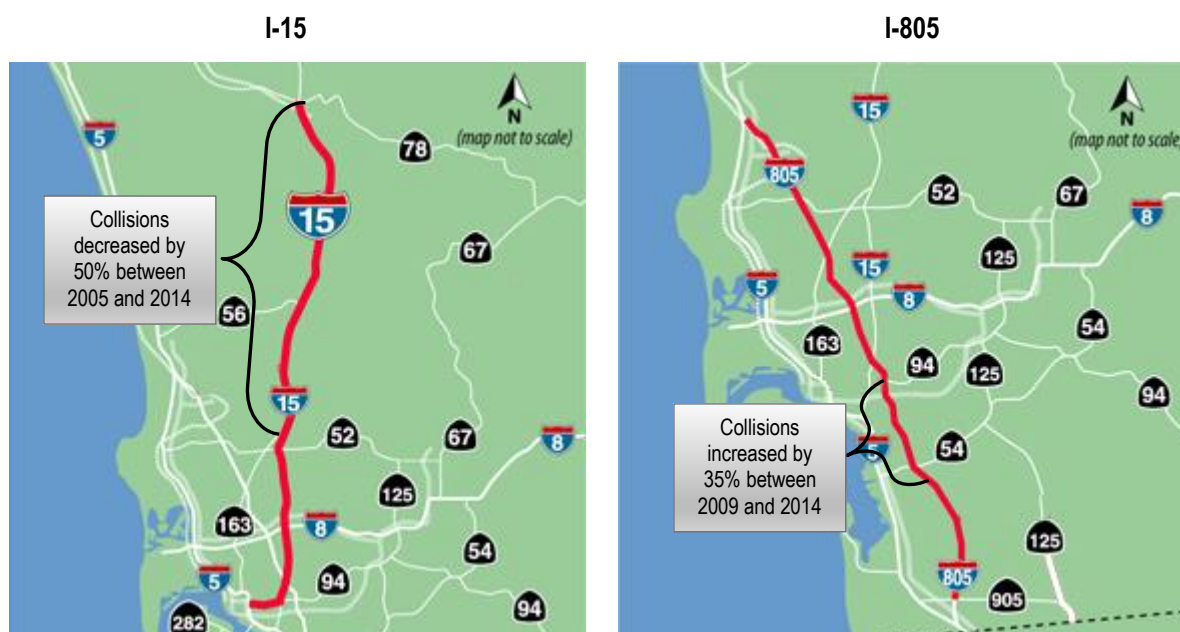 I-15
5
N
(map not to scale)
78
15
Collisions
decreased by
50% between
2005 and 2014
67
56
15
52
67
8
125
163
8
54
5
94
94
282
I-805
15
N
(map not to scale)
805
52
67
8
125
15
5
8
54
163
94
125
94
Collisions
increased by
35% between
2009 and 2014
5
54
125
805
905